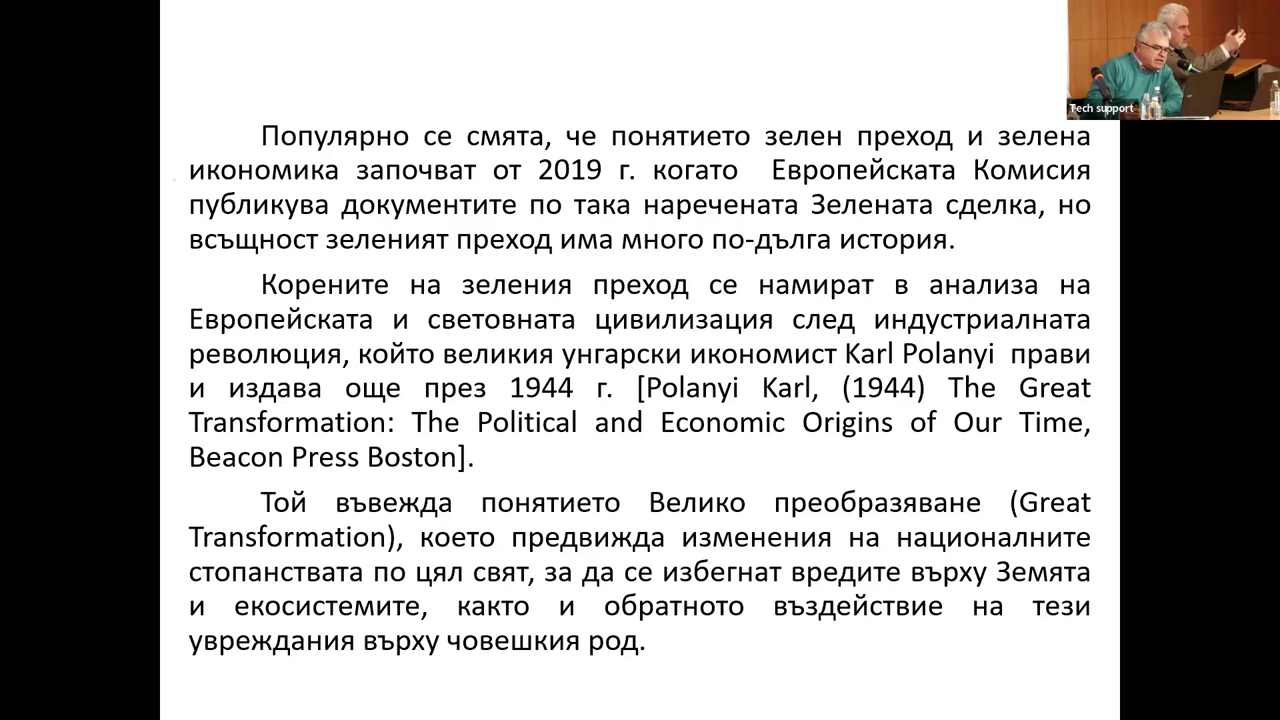 Tech support
Популярно се смята, че понятието зелен преход и зелена
икономика започват от 2019 г. когато Европейската Комисия
публикува документите по така наречената Зелената сделка, но
всъщност зеленият преход има много по-дълга история.
Корените на зеления преход се намират в анализа на
Европейската и световната цивилизация след индустриалната
революция, който великия унгарски икономист Karl Polanyi прави
и издава още през 1944 г. [Polanyi Karl, (1944) The Great
Transformation: The Political and Economic Origins of Our Time,
Beacon Press Boston].
Той въвежда понятието Велико преобразяване (Great
Transformation), което предвижда изменения на националните
стопанствата по цял свят, за да се избегнат вредите върху Земята
и екосистемите, както и обратното въздействие на тези
увреждания върху човешкия род.